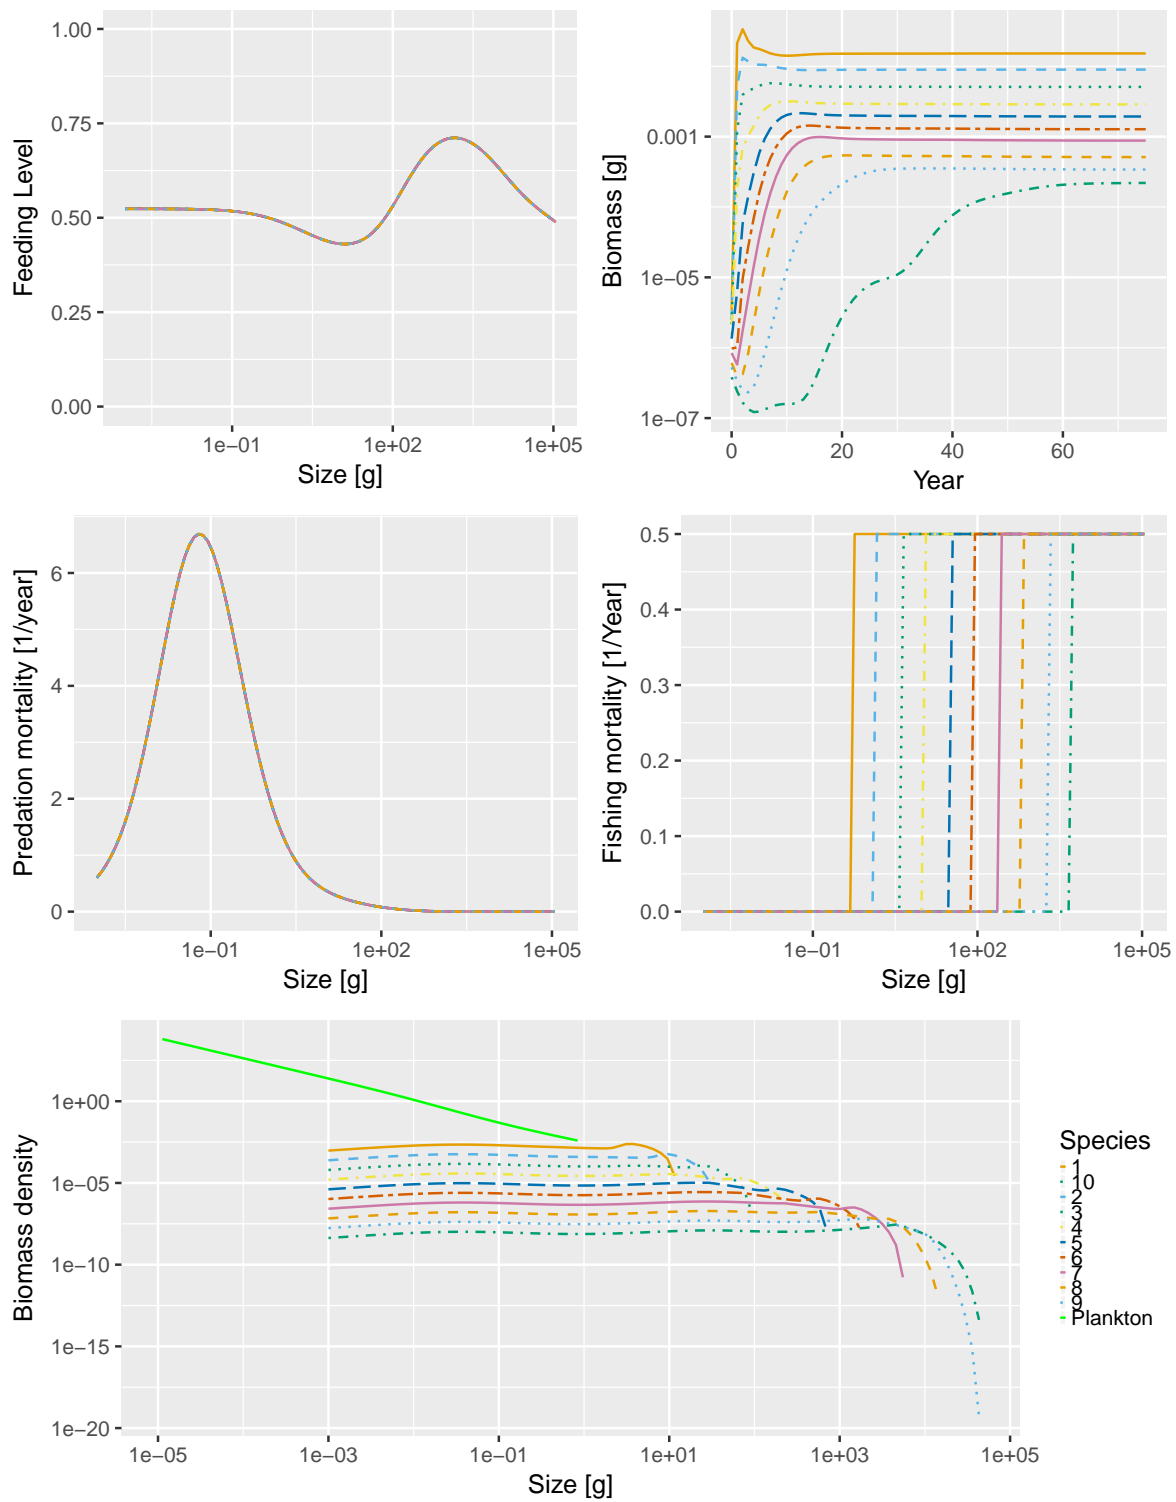 1.00
0.75
0.50
0.25
0.00
Feeding Level
1e−01
1e+02
1e+05
Size [g]
0.001
1e−05
1e−07
Biomass [g]
0
20
40
60
Year
6
4
2
0
Predation mortality [1/year]
1e−01
1e+02
1e+05
Size [g]
0.5
0.4
0.3
0.2
0.1
0.0
Fishing mortality [1/Year]
1e−01
1e+02
1e+05
Size [g]
1e+00
1e−05
1e−10
1e−15
1e−20
Biomass density
1e−05
1e−03
1e−01
1e+01
1e+03
1e+05
Size [g]
Species
1
10
2
3
4
5
6
7
8
9
Plankton